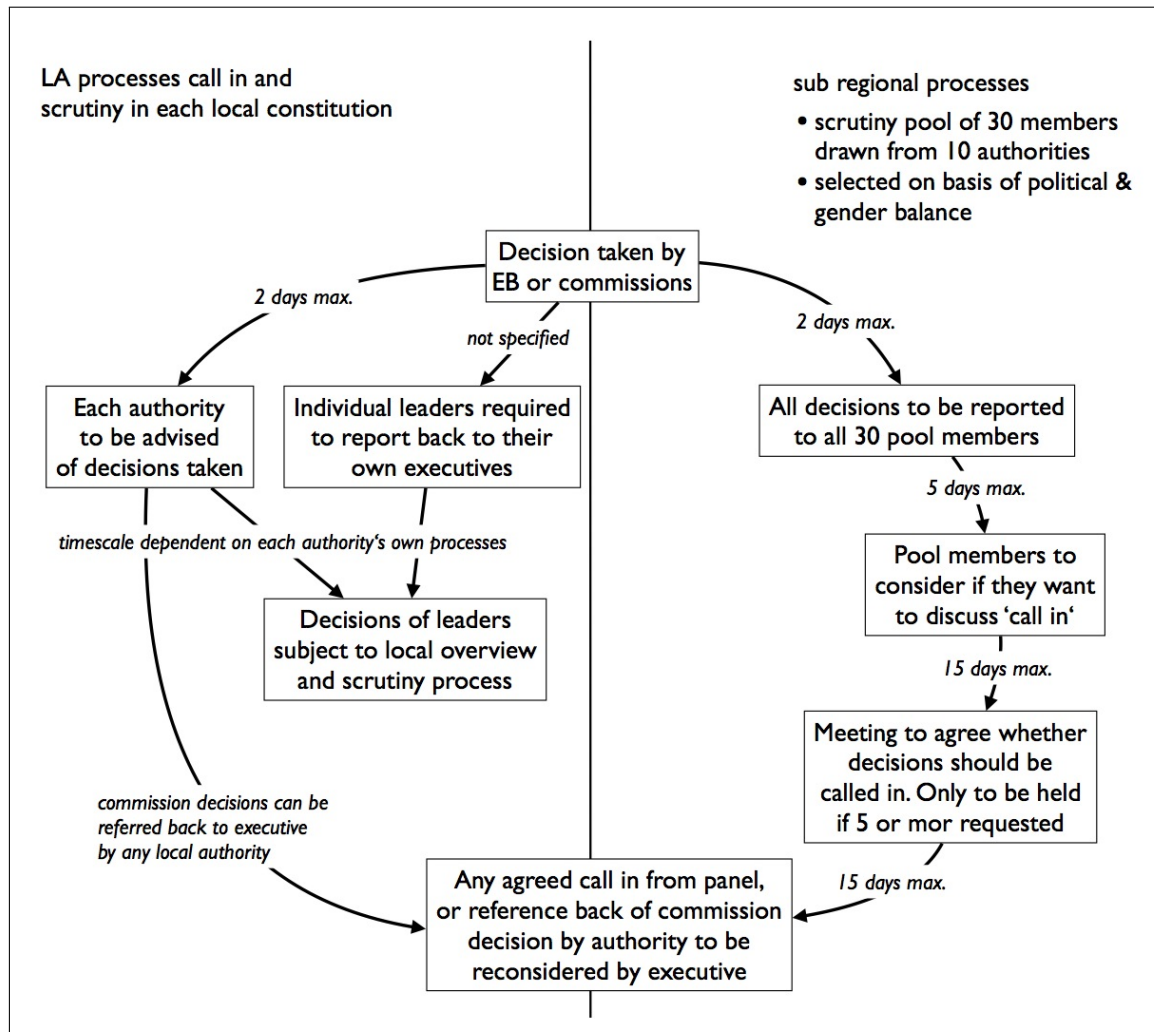 LA processes call in and
scrutiny in each local constitution
sub regional processes
• scrutiny pool of 30 members
drawn from 10 authorities
• selected on basis of political &
gender balance
Decision taken by
EB or commissions
2 days max.
not specified
2 days max.
Each authority
to be advised
of decisions taken
Individual leaders required
to report back to their
own executives
All decisions to be reported
to all 30 pool members
5 days max.
timescale dependent on each authority‘s own processes
Pool members to
consider if they want
to discuss ‘call in‘
Decisions of leaders
subject to local overview
and scrutiny process
15 days max.
Meeting to agree whether
decisions should be
called in. Only to be held
if 5 or mor requested
commission decisions can be
referred back to executive
by any local authority
15 days max.
Any agreed call in from panel,
or reference back of commission
decision by authority to be
reconsidered by executive